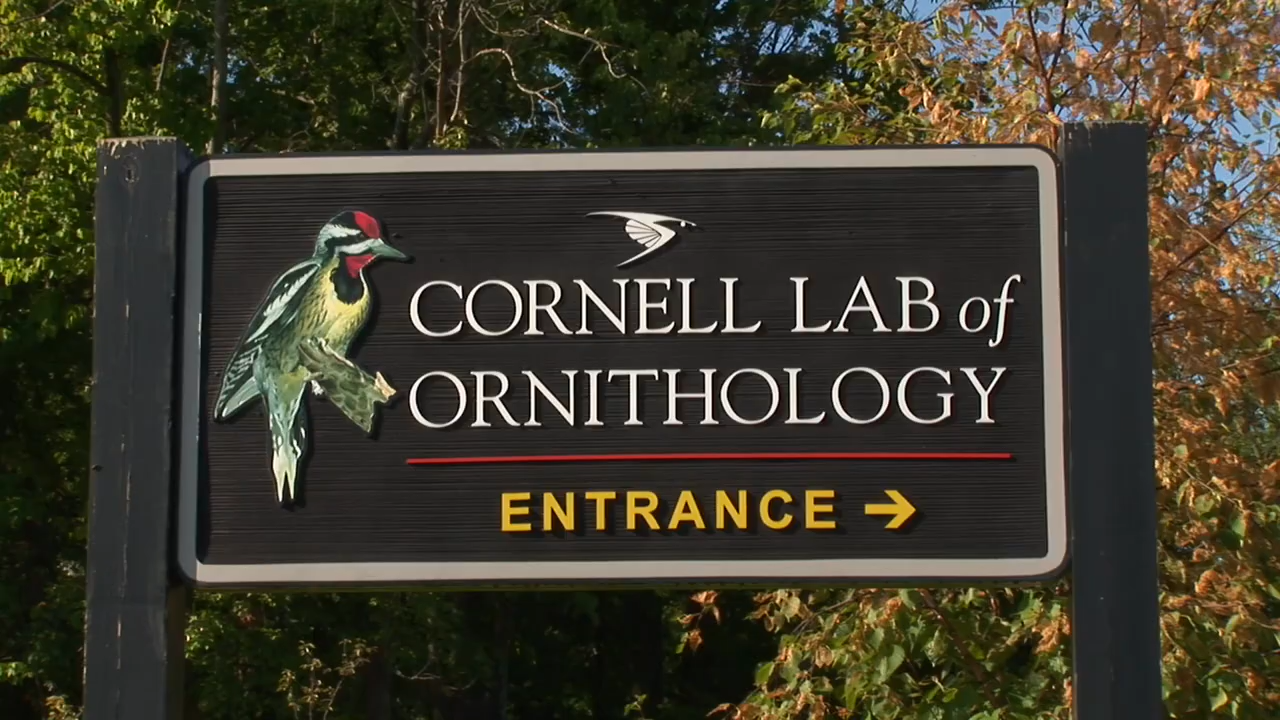 CORNELL LAB of
ORNITHOLOGY
ENTRANCE →